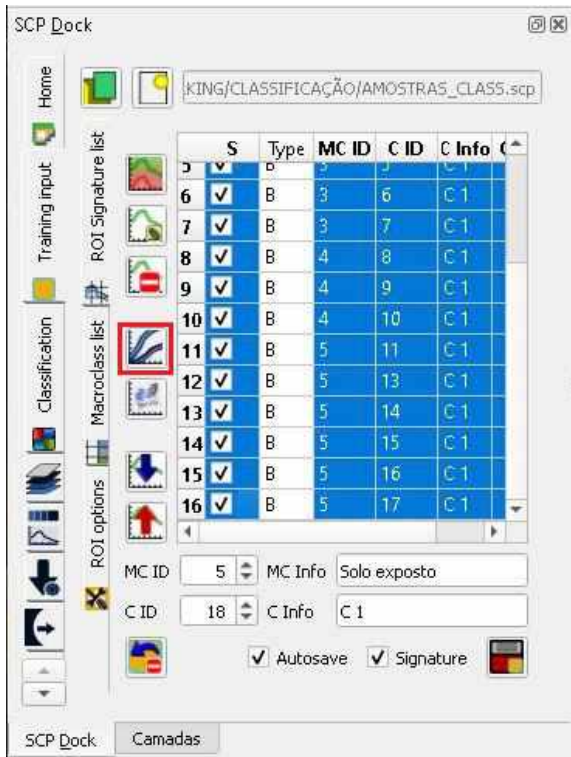 SCP Dock
Home
Training input
Classification
ROI Signature list
Macroclass list
ROI options
KING/CLASSIFICAÇÃO/AMOSTRAS_CLASS.scp
S Type MC ID C ID C Info
5 B 3 5 C 1
6 B 3 6 C 1
7 B 3 7 C 1
8 B 4 8 C 1
9 B 4 9 C 1
10 B 4 10 C 1
11 B 5 11 C 1
12 B 5 13 C 1
13 B 5 14 C 1
14 B 5 15 C 1
15 B 5 16 C 1
16 B 5 17 C 1
MC ID 5 MC Info Solo exposto
C ID 18 C Info C 1
Autosave Signature
SCP Dock Camadas